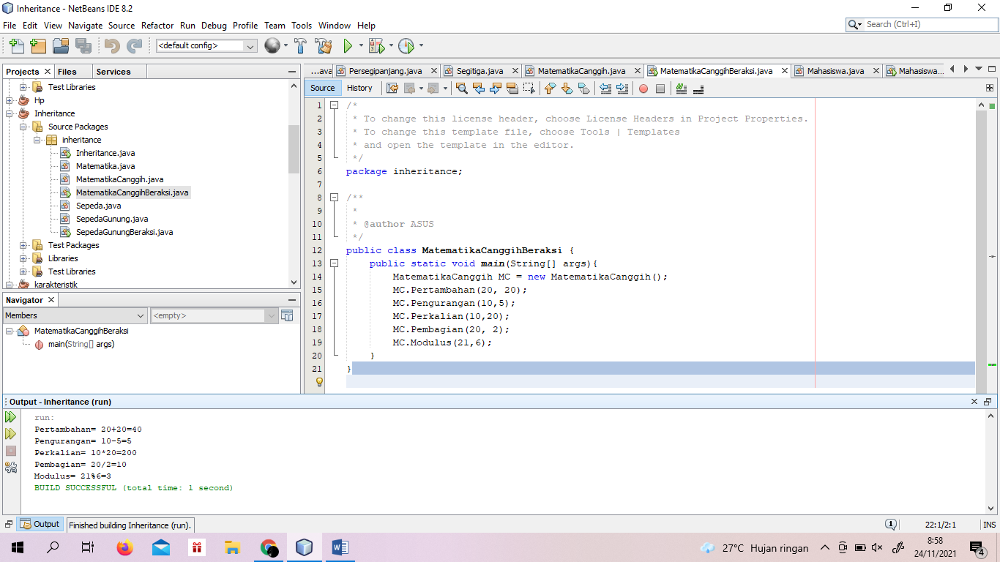 Inheritance - NetBeans IDE 8.2
File Edit View Navigate Source Refactor Run Debug Profile Team Tools Window Help
Search (Ctrl+I)
<default config>
Projects Files Services
Test Libraries
Hp
Inheritance
Source Packages
inheritance
Inheritance.java
Matematika.java
MatematikaCanggih.java
MatematikaCanggihBeraksi.java
Sepeda.java
SepedaGunung.java
SepedaGunungBeraksi.java
Test Packages
Libraries
Test Libraries
karakteristik
Navigator
Members <empty>
MatematikaCanggihBeraksi
main(String[] args)
...ava Persegipanjang.java Segitiga.java MatematikaCanggih.java MatematikaCanggihBeraksi.java Mahasiswa.java Mahasiswa...
Source History
1 /*
2 * To change this license header, choose License Headers in Project Properties.
3 * To change this template file, choose Tools | Templates
4 * and open the template in the editor.
5 */
6 package inheritance;
7
8 /**
9 *
10 * @author ASUS
11 */
12 public class MatematikaCanggihBeraksi {
13 public static void main(String[] args){
14 MatematikaCanggih MC = new MatematikaCanggih();
15 MC.Pertambahan(20, 20);
16 MC.Pengurangan(10,5);
17 MC.Perkalian(10,20);
18 MC.Pembagian(20, 2);
19 MC.Modulus(21,6);
20 }
21 }
Output - Inheritance (run)
run:
Pertambahan= 20+20=40
Pengurangan= 10-5=5
Perkalian= 10*20=200
Pembagian= 20/2=10
Modulus= 21%6=3
BUILD SUCCESSFUL (total time: 1 second)
Output Finished building Inheritance (run). 1 22:1/2:1 INS
27°C Hujan ringan 8:58
24/11/2021 4